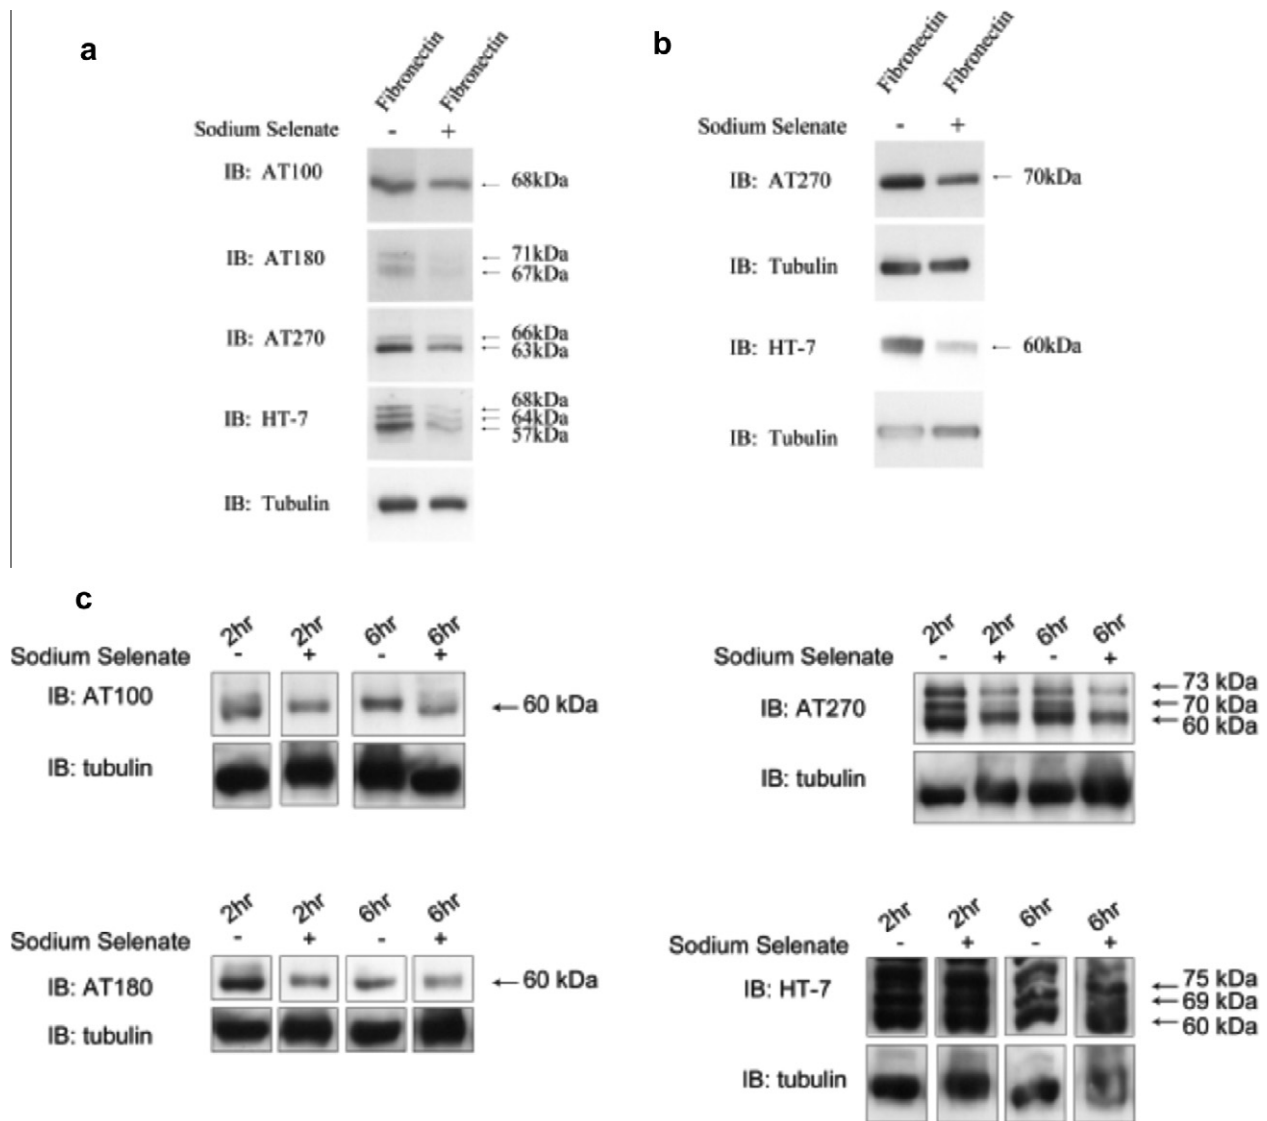 a
Fibronectin
Fibronectin
Sodium Selenate - +
IB: AT100
68kDa
IB: AT180
71kDa
67kDa
IB: AT270
66kDa
63kDa
IB: HT-7
68kDa
64kDa
57kDa
IB: Tubulin
b
Fibronectin
Fibronectin
Sodium Selenate - +
IB: AT270
70kDa
IB: Tubulin
IB: HT-7
60kDa
IB: Tubulin
c
2hr 2hr 6hr 6hr
Sodium Selenate - + - +
IB: AT100
60 kDa
IB: tubulin
2hr 2hr 6hr 6hr
Sodium Selenate - + - +
IB: AT270
73 kDa
70 kDa
60 kDa
IB: tubulin
2hr 2hr 6hr 6hr
Sodium Selenate - + - +
IB: AT180
60 kDa
IB: tubulin
2hr 2hr 6hr 6hr
Sodium Selenate - + - +
IB: HT-7
75 kDa
69 kDa
60 kDa
IB: tubulin